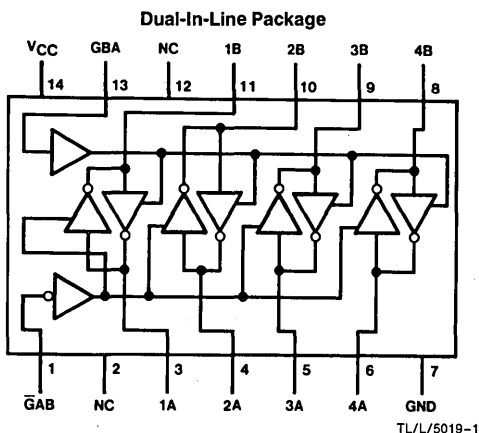 Dual-In-Line Package
VCC GBA NC 1B 2B 3B 4B
14 13 12 11 10 9 8
1 2 3 4 5 6 7
G̅AB NC 1A 2A 3A 4A GND
TL/L/5019-1